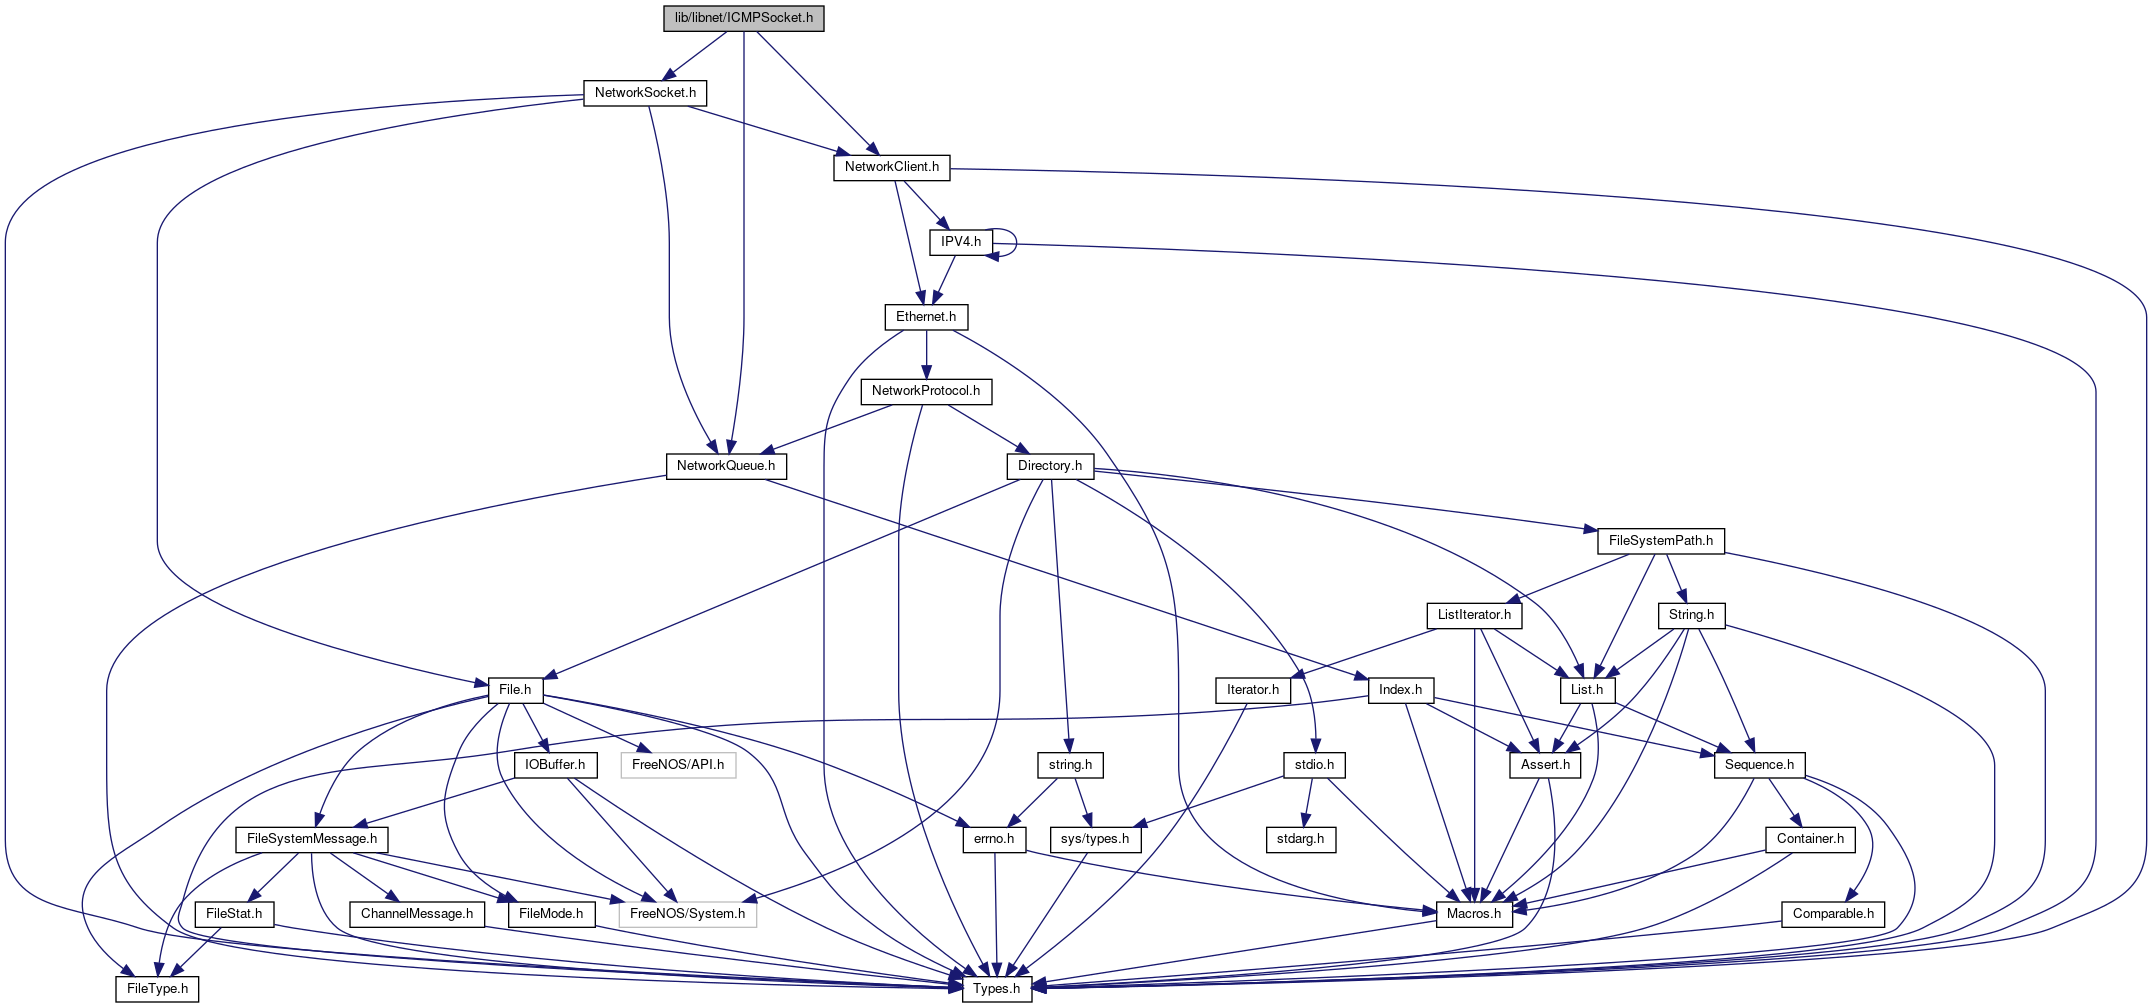 lib/libnet/ICMPSocket.h
NetworkSocket.h
NetworkClient.h
IPV4.h
Ethernet.h
NetworkProtocol.h
NetworkQueue.h
Directory.h
FileSystemPath.h
ListIterator.h
String.h
File.h
Iterator.h
Index.h
List.h
IOBuffer.h
FreeNOS/API.h
string.h
stdio.h
Assert.h
Sequence.h
FileSystemMessage.h
errno.h
sys/types.h
stdarg.h
Container.h
FileStat.h
ChannelMessage.h
FileMode.h
FreeNOS/System.h
Macros.h
Comparable.h
FileType.h
Types.h